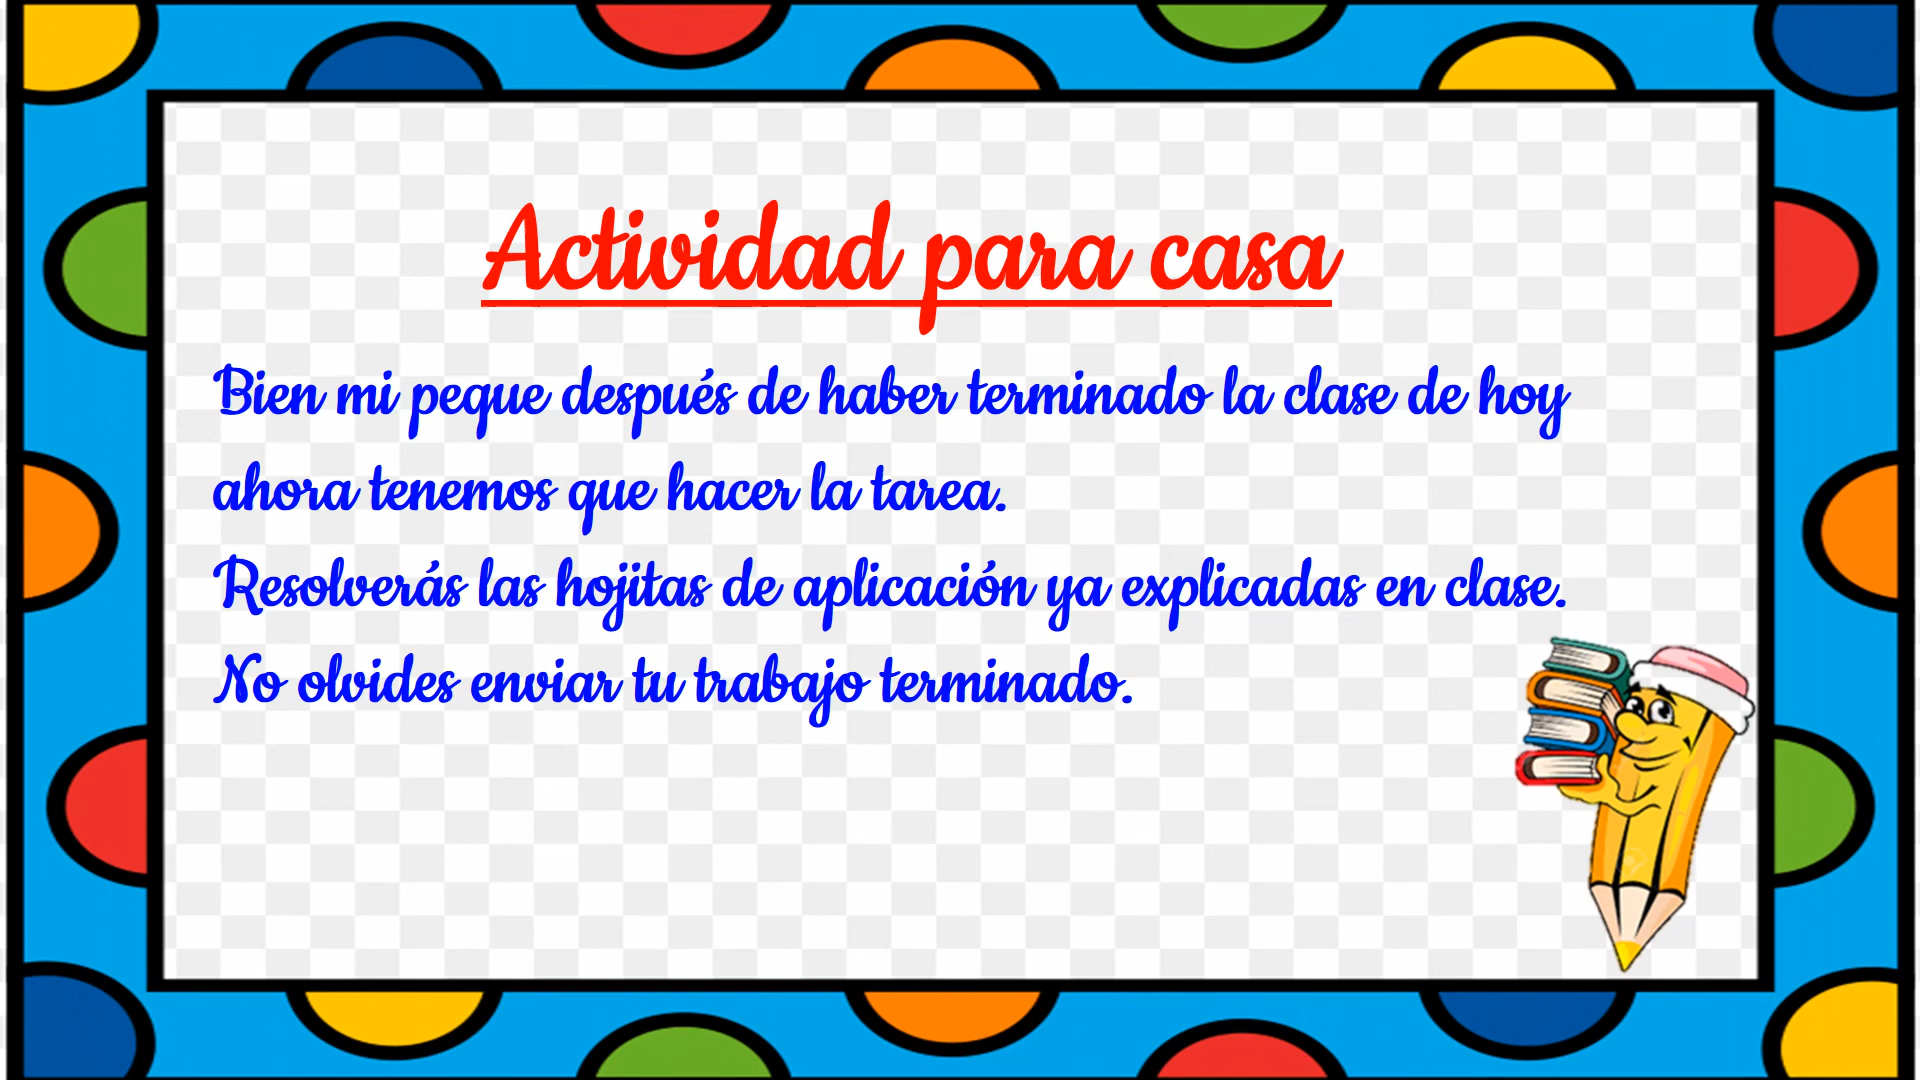 Actividad para casa
Bien mi peque después de haber terminado la clase de hoy
ahora tenemos que hacer la tarea.
Resolverás las hojitas de aplicación ya explicadas en clase.
No olvides enviar tu trabajo terminado.